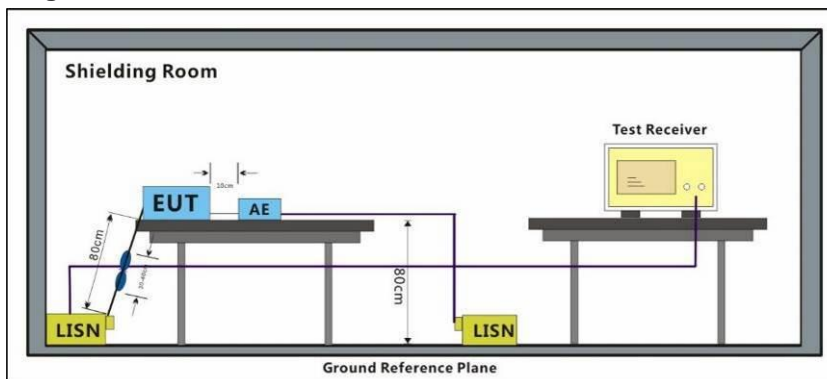 Shielding Room
Test Receiver
10cm
EUT
AE
80cm
80cm
LISN
LISN
Ground Reference Plane